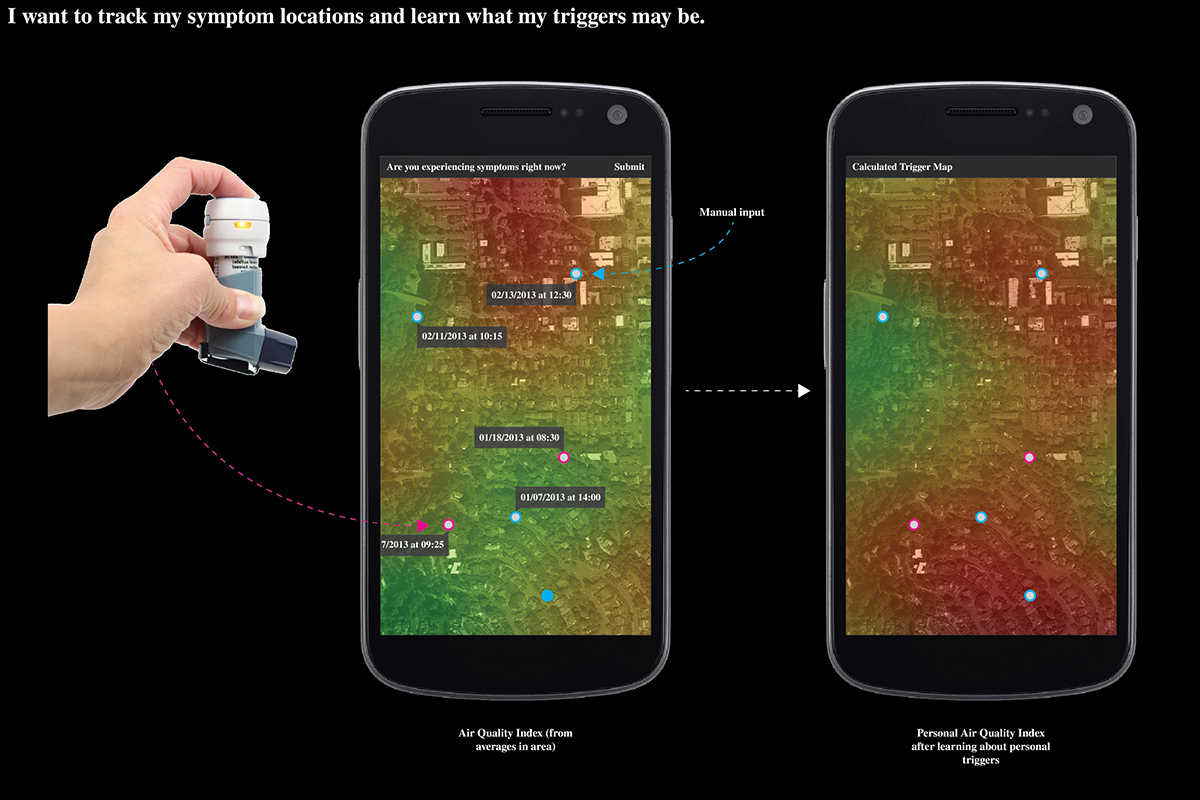 I want to track my symptom locations and learn what my triggers may be.
Are you experiencing symptoms right now? Submit
02/13/2013 at 12:30
02/11/2013 at 10:15
01/18/2013 at 08:30
01/07/2013 at 14:00
7/2013 at 09:25
Manual input
Calculated Trigger Map
Air Quality Index (from
averages in area)
Personal Air Quality Index
after learning about personal
triggers